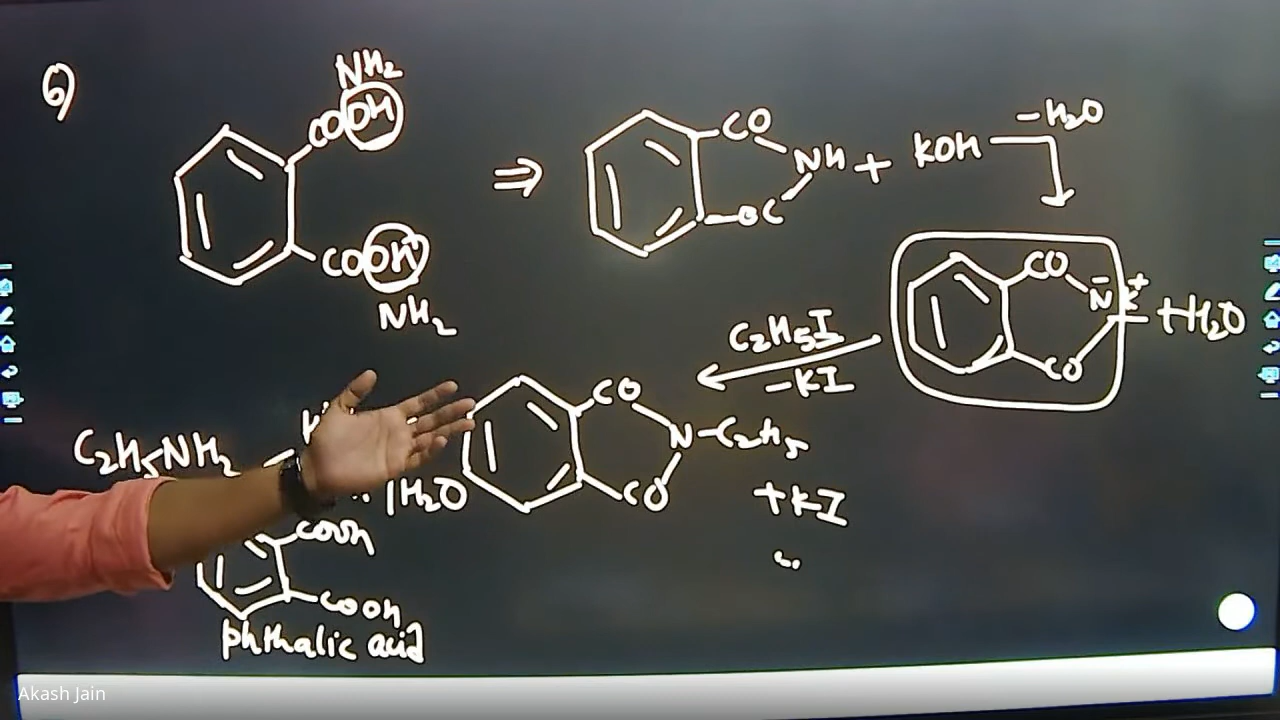 6)
NH₂
COOH
COOH
NH₂
⇒
CO
NH + KOH
OC
-H₂O
CO
N̄K⁺ + H₂O
CO
C₂H₅I
-KI
CO
N-C₂H₅
CO
+ KI
C₂H₅NH₂
/H₂O
COOH
COOH
phthalic acid
Akash Jain